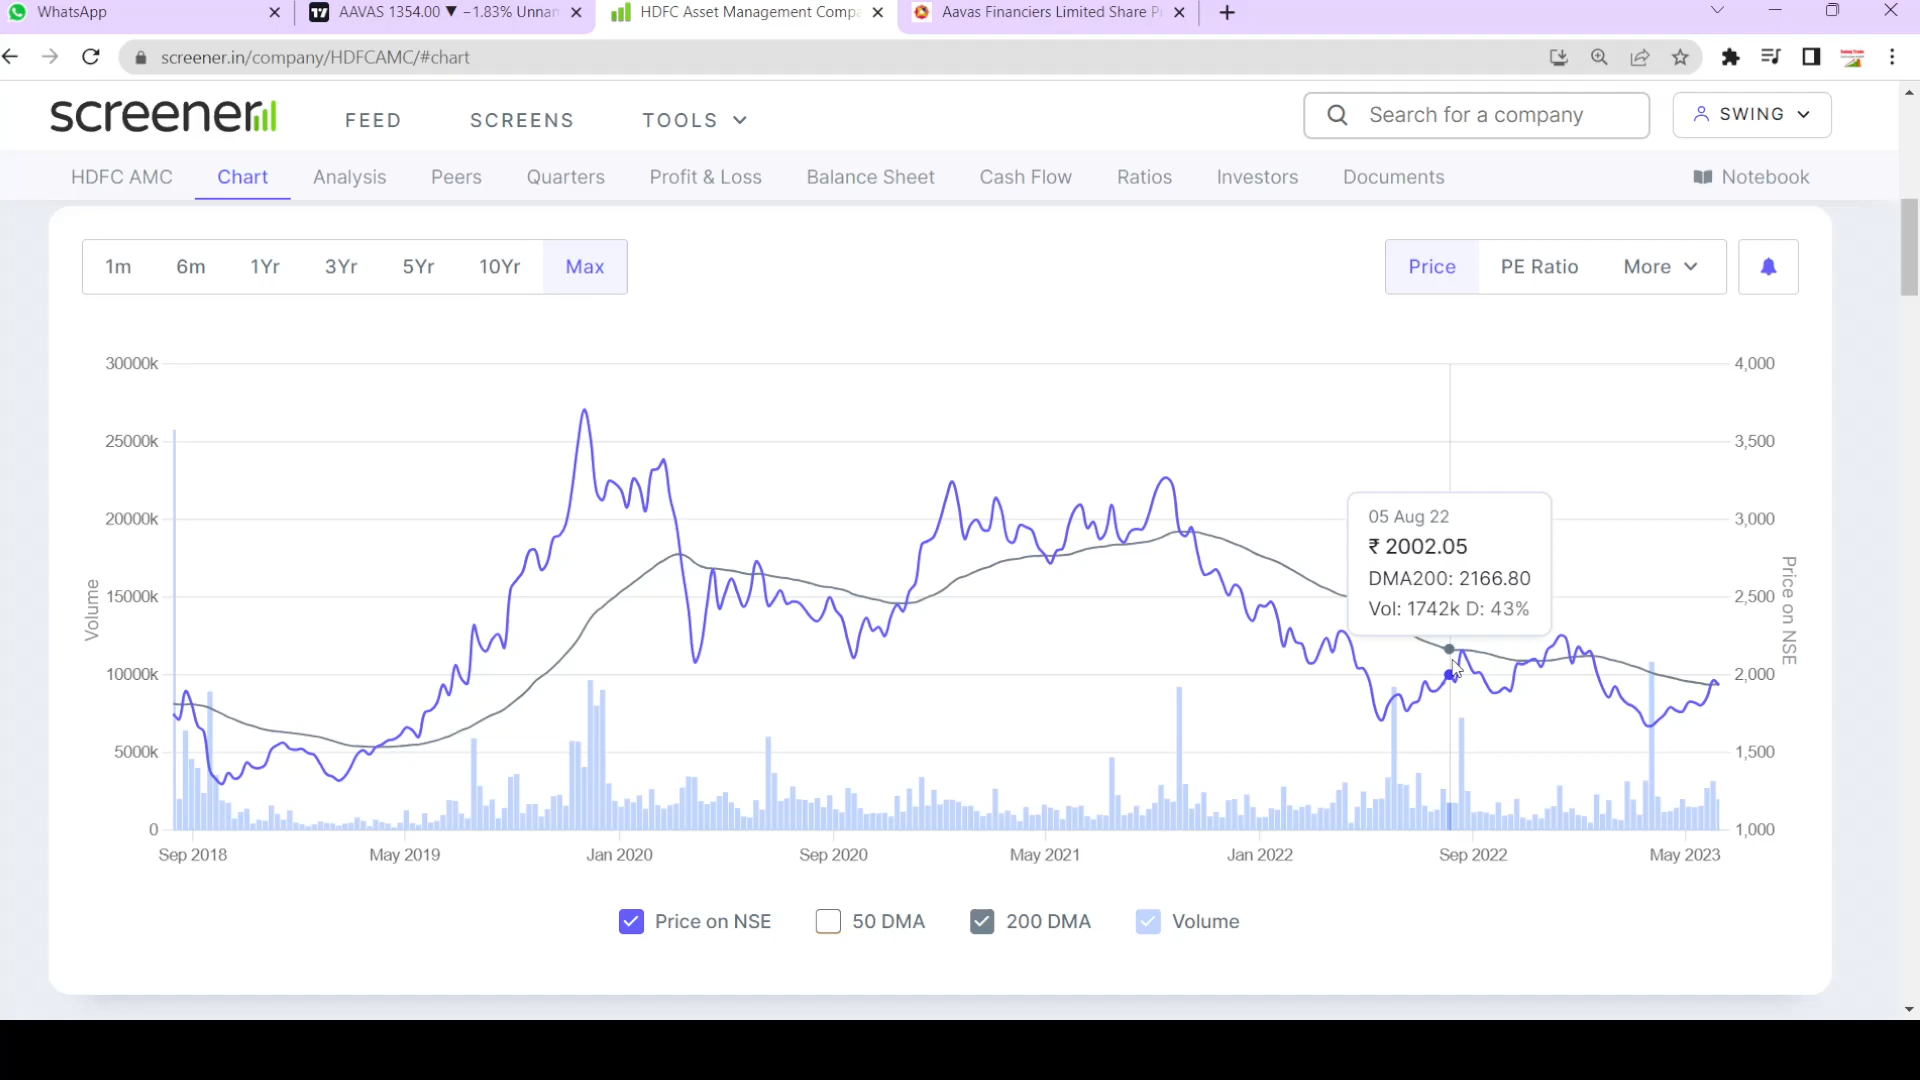 WhatsApp
AAVAS 1354.00 ▼ −1.83% Unnan
HDFC Asset Management Compa
Aavas Financiers Limited Share P
screener.in/company/HDFCAMC/#chart
screener
FEED
SCREENS
TOOLS
Search for a company
SWING
HDFC AMC
Chart
Analysis
Peers
Quarters
Profit & Loss
Balance Sheet
Cash Flow
Ratios
Investors
Documents
Notebook
1m
6m
1Yr
3Yr
5Yr
10Yr
Max
Price
PE Ratio
More
30000k
25000k
20000k
15000k
10000k
5000k
0
Volume
05 Aug 22
₹ 2002.05
DMA200: 2166.80
Vol: 1742k D: 43%
4,000
3,500
3,000
2,500
2,000
1,500
1,000
Price on NSE
Sep 2018
May 2019
Jan 2020
Sep 2020
May 2021
Jan 2022
Sep 2022
May 2023
Price on NSE
50 DMA
200 DMA
Volume